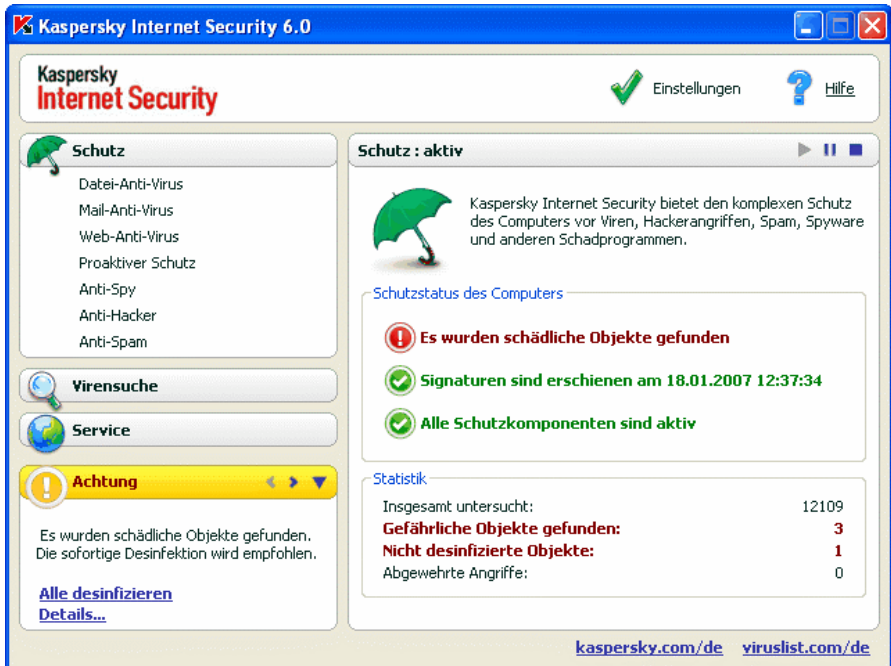 Kaspersky Internet Security 6.0
Kaspersky
Internet Security
Einstellungen
Hilfe
Schutz
Datei-Anti-Virus
Mail-Anti-Virus
Web-Anti-Virus
Proaktiver Schutz
Anti-Spy
Anti-Hacker
Anti-Spam
Virensuche
Service
Achtung
Es wurden schädliche Objekte gefunden.
Die sofortige Desinfektion wird empfohlen.
Alle desinfizieren
Details...
Schutz : aktiv
Kaspersky Internet Security bietet den komplexen Schutz
des Computers vor Viren, Hackerangriffen, Spam, Spyware
und anderen Schadprogrammen.
Schutzstatus des Computers
Es wurden schädliche Objekte gefunden
Signaturen sind erschienen am 18.01.2007 12:37:34
Alle Schutzkomponenten sind aktiv
Statistik
Insgesamt untersucht: 12109
Gefährliche Objekte gefunden: 3
Nicht desinfizierte Objekte: 1
Abgewehrte Angriffe: 0
kaspersky.com/de viruslist.com/de